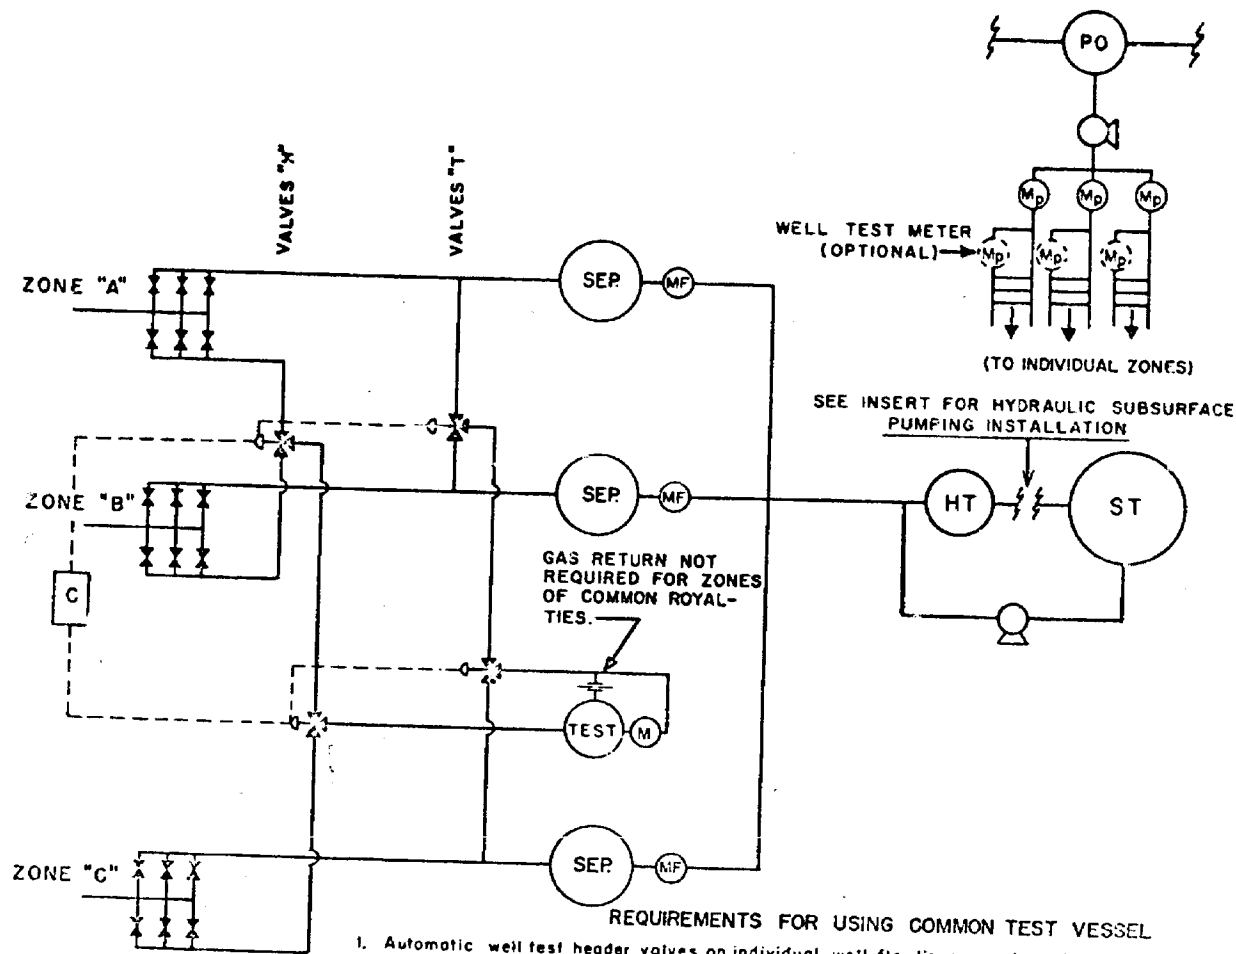 PO
Mp Mp Mp
WELL TEST METER
(OPTIONAL)
Mp Mp Mp
(TO INDIVIDUAL ZONES)
SEE INSERT FOR HYDRAULIC SUBSURFACE
PUMPING INSTALLATION
VALVES "X"
VALVES "T"
ZONE "A"
SEP.
MF
ZONE "B"
SEP.
MF
HT
ST
C
GAS RETURN NOT
REQUIRED FOR ZONES
OF COMMON ROYAL-
TIES.
TEST
M
ZONE "C"
SEP.
MF
REQUIREMENTS FOR USING COMMON TEST VESSEL
1. Automatic well test header valves on individual well